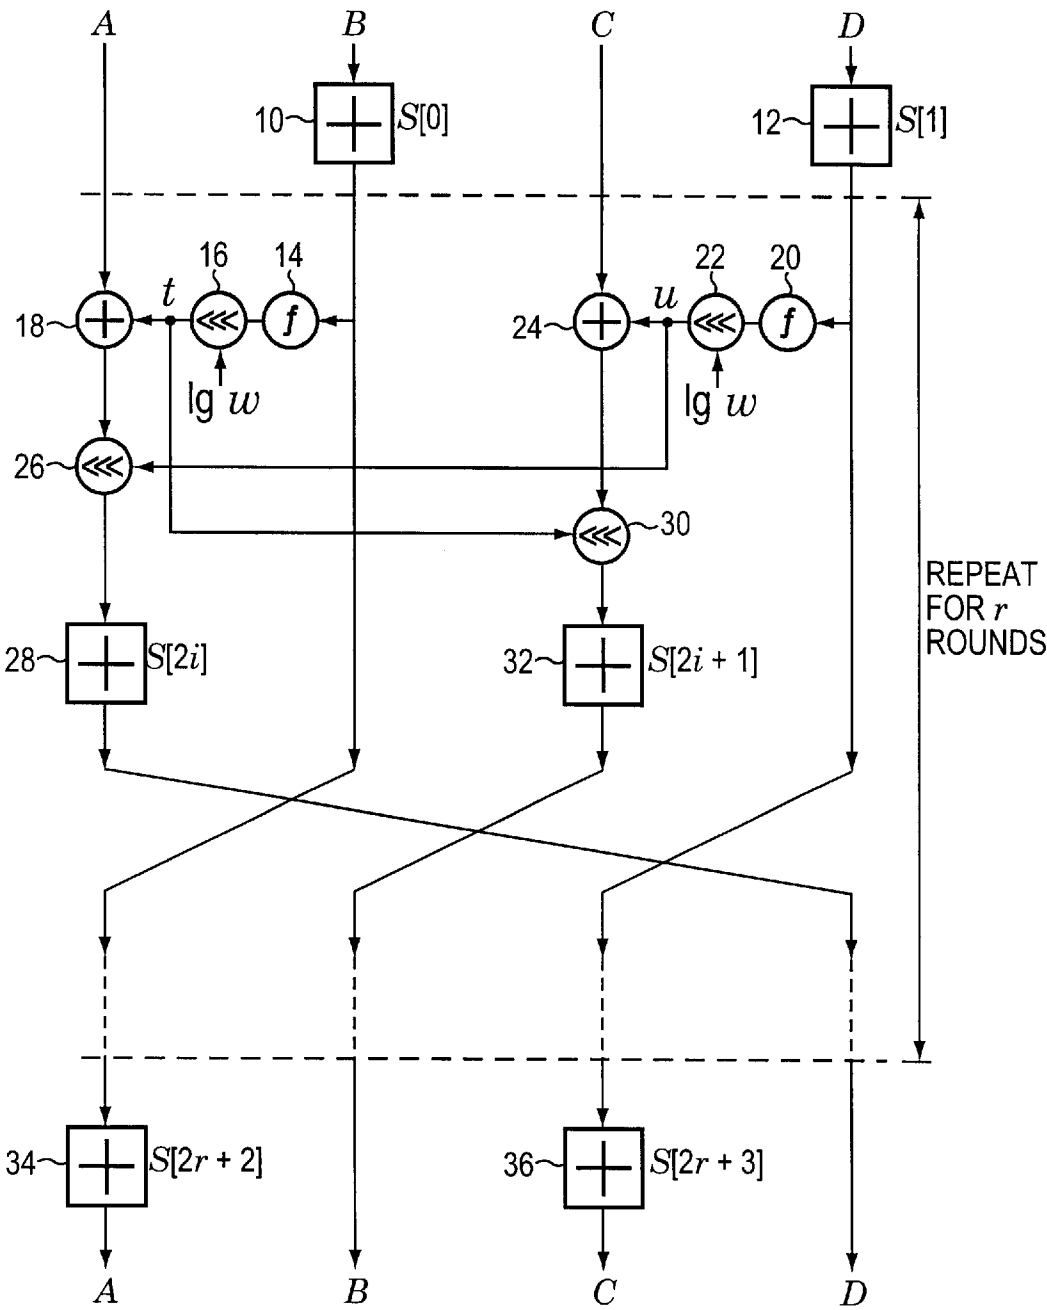 A B C D
10 S[0] 12 S[1]
16 14 22 20
t u
18 + <<< f 24 + <<< f
lg w lg w
26 <<<
<<< 30
REPEAT
FOR r
ROUNDS
28 + S[2i] 32 + S[2i + 1]
34 + S[2r + 2] 36 + S[2r + 3]
A B C D